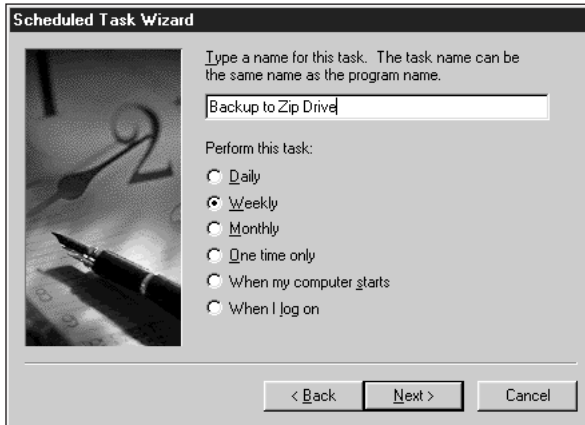 Scheduled Task Wizard
Type a name for this task. The task name can be
the same name as the program name.
Backup to Zip Drive
Perform this task:
Daily
Weekly
Monthly
One time only
When my computer starts
When I log on
< Back
Next >
Cancel